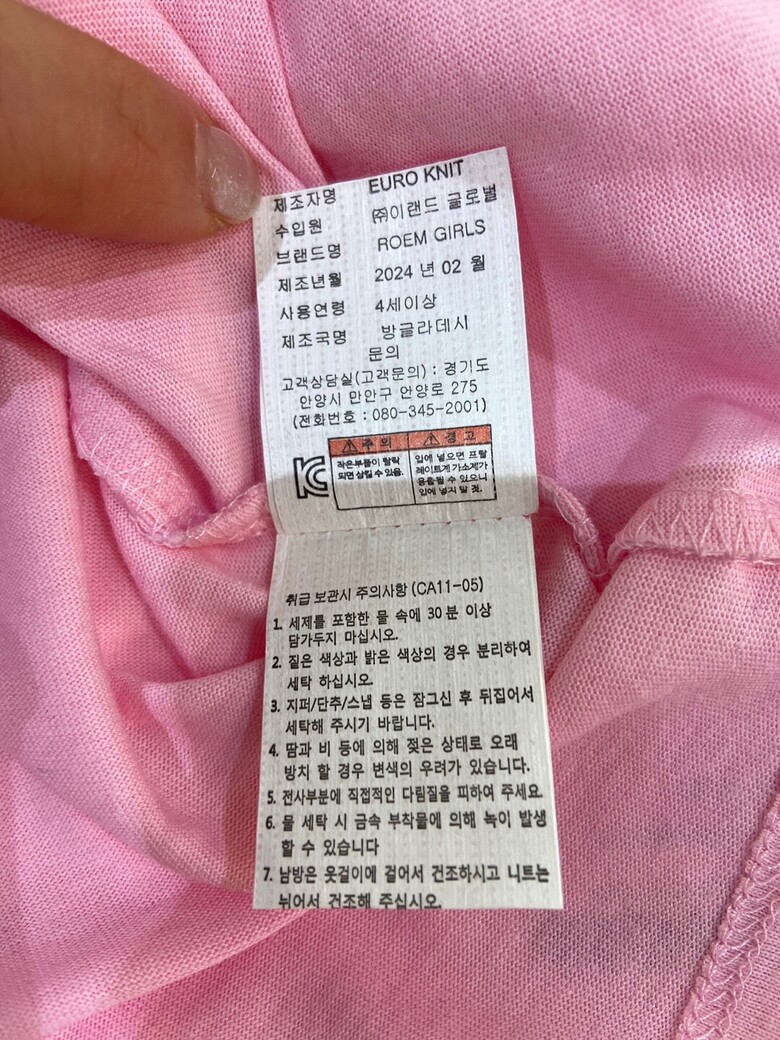 제조자명 EURO KNIT
수입원 ㈜이랜드 글로벌
브랜드명 ROEM GIRLS
제조년월 2024 년 02 월
사용연령 4세이상
제조국명 방글라데시
문의
고객상담실(고객문의) : 경기도
안양시 만안구 안양로 275
(전화번호 : 080-345-2001)
주 의
작은부품이 탈락
되면 삼킬 수 있음.
경 고
입에 넣으면 프탈
레이트계 가소제가
용출될 수 있으니
입에 넣지 말 것.
KC
취급 보관시 주의사항 (CA11-05)
1. 세제를 포함한 물 속에 30 분 이상
담가두지 마십시오.
2. 짙은 색상과 밝은 색상의 경우 분리하여
세탁 하십시오.
3. 지퍼/단추/스냅 등은 잠그신 후 뒤집어서
세탁해 주시기 바랍니다.
4. 땀과 비 등에 의해 젖은 상태로 오래
방치 할 경우 변색의 우려가 있습니다.
5. 전사부분에 직접적인 다림질을 피하여 주세요.
6. 물 세탁 시 금속 부착물에 의해 녹이 발생
할 수 있습니다
7. 남방은 옷걸이에 걸어서 건조하시고 니트는
뉘어서 건조해 주십시오.